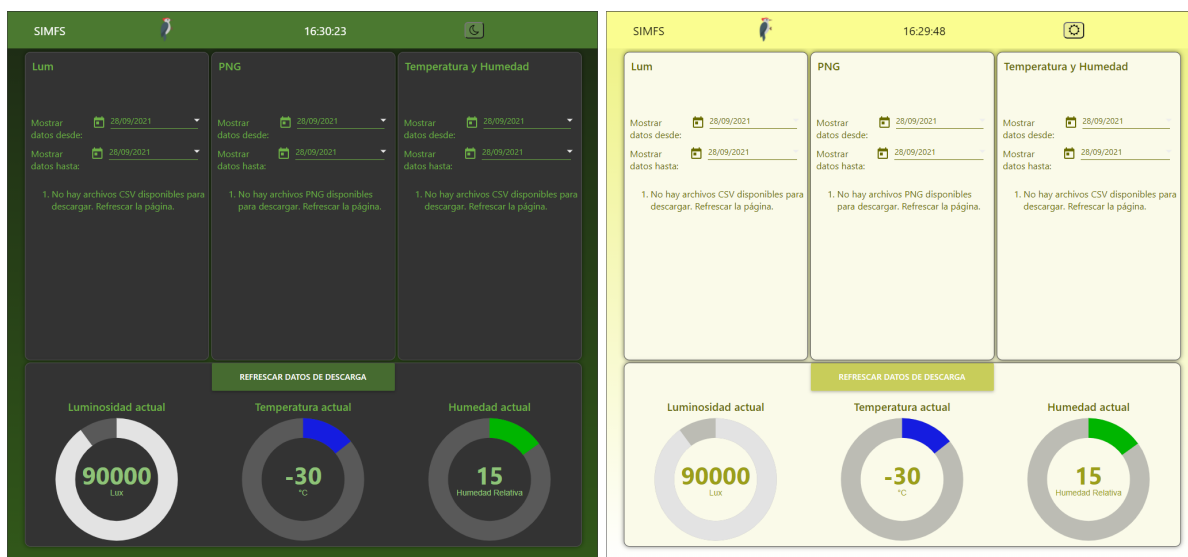 SIMFS
16:30:23
Lum
Mostrar
datos desde:
28/09/2021
Mostrar
datos hasta:
28/09/2021
1. No hay archivos CSV disponibles para
descargar. Refrescar la página.
PNG
Mostrar
datos desde:
28/09/2021
Mostrar
datos hasta:
28/09/2021
1. No hay archivos PNG disponibles
para descargar. Refrescar la página.
Temperatura y Humedad
Mostrar
datos desde:
28/09/2021
Mostrar
datos hasta:
28/09/2021
1. No hay archivos CSV disponibles para
descargar. Refrescar la página.
REFRESCAR DATOS DE DESCARGA
Luminosidad actual
90000
Lux
Temperatura actual
-30
°C
Humedad actual
15
Humedad Relativa
SIMFS
16:29:48
Lum
Mostrar
datos desde:
28/09/2021
Mostrar
datos hasta:
28/09/2021
1. No hay archivos CSV disponibles para
descargar. Refrescar la página.
PNG
Mostrar
datos desde:
28/09/2021
Mostrar
datos hasta:
28/09/2021
1. No hay archivos PNG disponibles
para descargar. Refrescar la página.
Temperatura y Humedad
Mostrar
datos desde:
28/09/2021
Mostrar
datos hasta:
28/09/2021
1. No hay archivos CSV disponibles para
descargar. Refrescar la página.
REFRESCAR DATOS DE DESCARGA
Luminosidad actual
90000
Lux
Temperatura actual
-30
°C
Humedad actual
15
Humedad Relativa